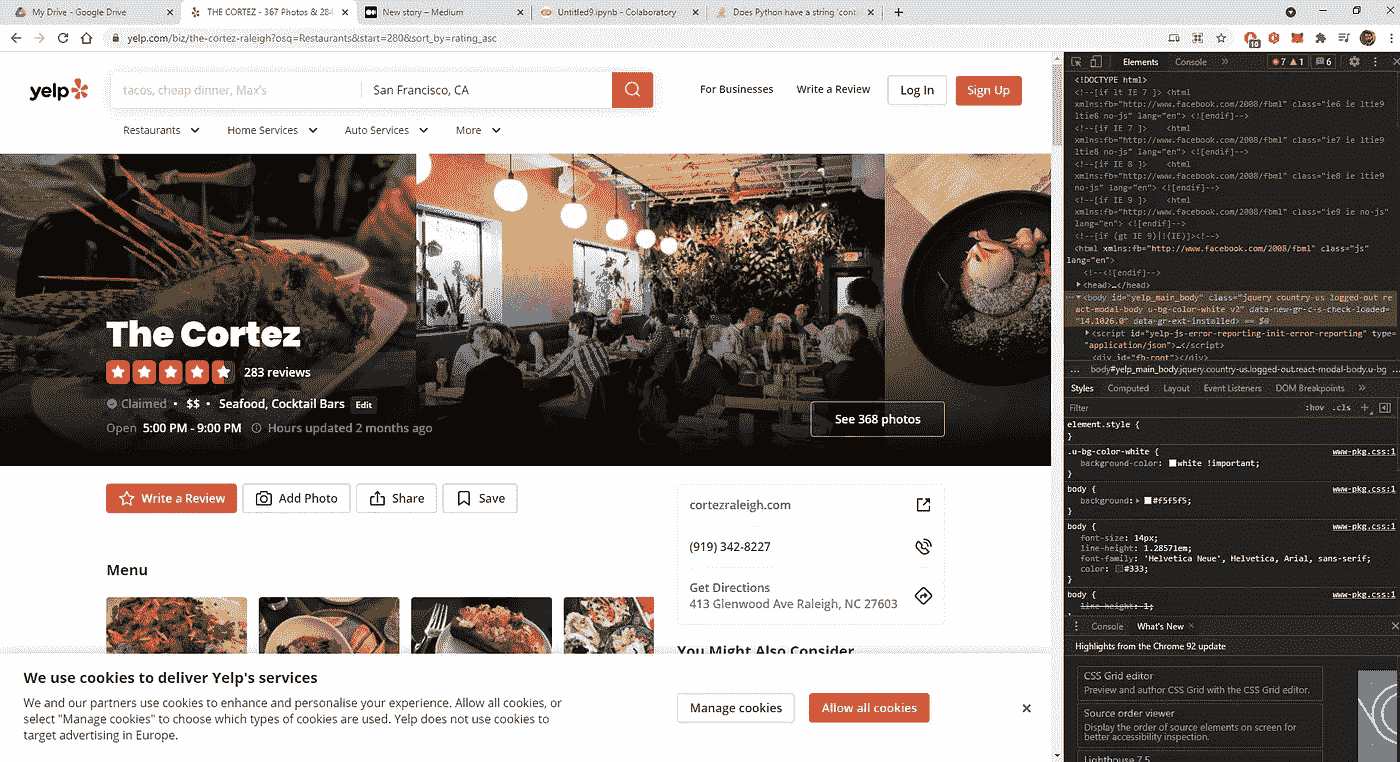 My Drive - Google Drive
THE CORTEZ - 367 Photos & 284
New story – Medium
Untitled9.ipynb - Colaboratory
Does Python have a string 'cont
yelp.com/biz/the-cortez-raleigh?osq=Restaurants&start=280&sort_by=rating_asc
10
yelp
tacos, cheap dinner, Max's
San Francisco, CA
For Businesses
Write a Review
Log In
Sign Up
Restaurants
Home Services
Auto Services
More
The Cortez
283 reviews
Claimed • $$ • Seafood, Cocktail Bars Edit
Open 5:00 PM - 9:00 PM Hours updated 2 months ago
See 368 photos
Write a Review
Add Photo
Share
Save
Menu
cortezraleigh.com
(919) 342-8227
Get Directions
413 Glenwood Ave Raleigh, NC 27603
You Might Also Consider
We use cookies to deliver Yelp's services
We and our partners use cookies to enhance and personalise your experience. Allow all cookies, or
select "Manage cookies" to choose which types of cookies are used. Yelp does not use cookies to
target advertising in Europe.
Manage cookies
Allow all cookies
Elements Console » 7 1 6
<!DOCTYPE html>
<!--[if lt IE 7 ]> <html
xmlns:fb="http://www.facebook.com/2008/fbml" class="ie6 ie ltie9
ltie8 no-js" lang="en"> <![endif]-->
<!--[if IE 7 ]> <html
xmlns:fb="http://www.facebook.com/2008/fbml" class="ie7 ie ltie9
ltie8 no-js" lang="en"> <![endif]-->
<!--[if IE 8 ]> <html
xmlns:fb="http://www.facebook.com/2008/fbml" class="ie8 ie ltie9
no-js" lang="en"> <![endif]-->
<!--[if IE 9 ]> <html
xmlns:fb="http://www.facebook.com/2008/fbml" class="ie9 ie no-js"
lang="en"> <![endif]-->
<!--[if (gt IE 9)|!(IE)]><!-->
<html xmlns:fb="http://www.facebook.com/2008/fbml" class="js"
lang="en">
<!--<![endif]-->
<head>…</head>
<body id="yelp_main_body" class="jquery country-us logged-out re
act-modal-body u-bg-color-white v2" data-new-gr-c-s-check-loaded=
"14.1026.0" data-gr-ext-installed> == $0
<script id="yelp-js-error-reporting-init-error-reporting" type=
"application/json">…</script>
<div id="fb-root"></div>
... body#yelp_main_body.jquery.country-us.logged-out.react-modal-body.u-bg ...
Styles Computed Layout Event Listeners DOM Breakpoints »
Filter :hov .cls +
element.style {
}
.u-bg-color-white { www-pkg.css:1
background-color: white !important;
}
body { www-pkg.css:1
background: #f5f5f5;
}
body { www-pkg.css:1
font-size: 14px;
line-height: 1.28571em;
font-family: 'Helvetica Neue', Helvetica, Arial, sans-serif;
color: #333;
}
body { www-pkg.css:1
line-height: 1;
Console What's New
Highlights from the Chrome 92 update
CSS Grid editor
Preview and author CSS Grid with the CSS Grid editor.
Source order viewer
Display the order of source elements on screen for
better accessibility inspection.
Lighthouse 7.5